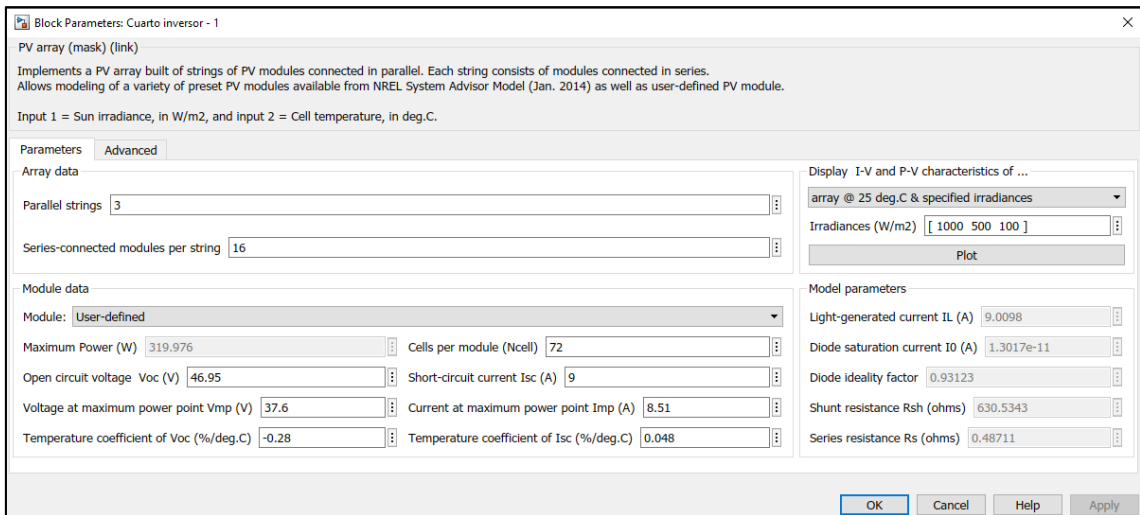 Block Parameters: Cuarto inversor - 1
PV array (mask) (link)
Implements a PV array built of strings of PV modules connected in parallel. Each string consists of modules connected in series.
Allows modeling of a variety of preset PV modules available from NREL System Advisor Model (Jan. 2014) as well as user-defined PV module.
Input 1 = Sun irradiance, in W/m2, and input 2 = Cell temperature, in deg.C.
Parameters Advanced
Array data
Parallel strings 3
Series-connected modules per string 16
Display I-V and P-V characteristics of ...
array @ 25 deg.C & specified irradiances
Irradiances (W/m2) [ 1000 500 100 ]
Plot
Module data
Module: User-defined
Maximum Power (W) 319.976 Cells per module (Ncell) 72
Open circuit voltage Voc (V) 46.95 Short-circuit current Isc (A) 9
Voltage at maximum power point Vmp (V) 37.6 Current at maximum power point Imp (A) 8.51
Temperature coefficient of Voc (%/deg.C) -0.28 Temperature coefficient of Isc (%/deg.C) 0.048
Model parameters
Light-generated current IL (A) 9.0098
Diode saturation current I0 (A) 1.3017e-11
Diode ideality factor 0.93123
Shunt resistance Rsh (ohms) 630.5343
Series resistance Rs (ohms) 0.48711
OK Cancel Help Apply